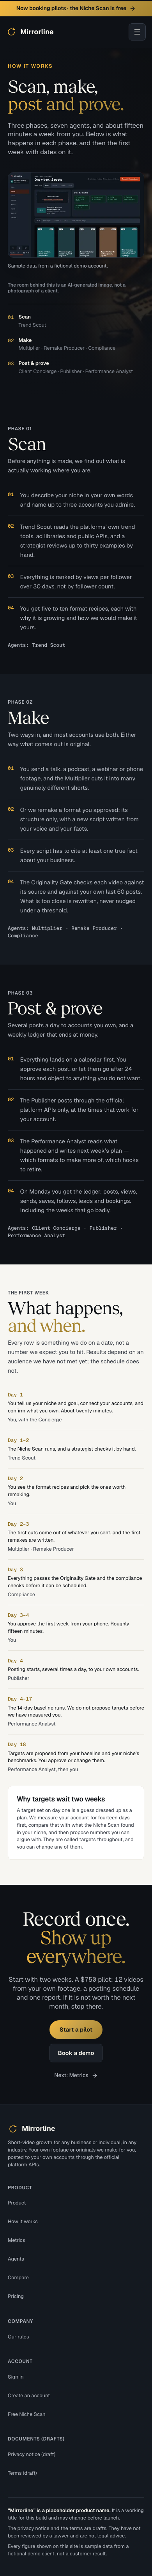 Now booking pilots · the Niche Scan is free →
Mirrorline
HOW IT WORKS
Scan, make,
post and prove.
Three phases, seven agents, and about fifteen
minutes a week from you. Below is what
happens in each phase, and then the first
week with dates on it.
Sample data from a fictional demo account.
The room behind this is an AI-generated image, not a
photograph of a client.
01 Scan
Trend Scout
02 Make
Multiplier · Remake Producer · Compliance
03 Post & prove
Client Concierge · Publisher · Performance Analyst
PHASE 01
Scan
Before anything is made, we find out what is
actually working where you are.
01 You describe your niche in your own words
and name up to three accounts you admire.
02 Trend Scout reads the platforms' own trend
tools, ad libraries and public APIs, and a
strategist reviews up to thirty examples by
hand.
03 Everything is ranked by views per follower
over 30 days, not by follower count.
04 You get five to ten format recipes, each with
why it is growing and how we would make it
yours.
Agents: Trend Scout
PHASE 02
Make
Two ways in, and most accounts use both. Either
way what comes out is original.
01 You send a talk, a podcast, a webinar or phone
footage, and the Multiplier cuts it into many
genuinely different shorts.
02 Or we remake a format you approved: its
structure only, with a new script written from
your voice and your facts.
03 Every script has to cite at least one true fact
about your business.
04 The Originality Gate checks each video against
its source and against your own last 60 posts.
What is too close is rewritten, never nudged
under a threshold.
Agents: Multiplier · Remake Producer ·
Compliance
PHASE 03
Post & prove
Several posts a day to accounts you own, and a
weekly ledger that ends at money.
01 Everything lands on a calendar first. You
approve each post, or let them go after 24
hours and object to anything you do not want.
02 The Publisher posts through the official
platform APIs only, at the times that work for
your account.
03 The Performance Analyst reads what
happened and writes next week's plan —
which formats to make more of, which hooks
to retire.
04 On Monday you get the ledger: posts, views,
sends, saves, follows, leads and bookings.
Including the weeks that go badly.
Agents: Client Concierge · Publisher ·
Performance Analyst
THE FIRST WEEK
What happens,
and when.
Every row is something we do on a date, not a
number we expect you to hit. Results depend on an
audience we have not met yet; the schedule does
not.
Day 1
You tell us your niche and goal, connect your accounts, and
confirm what you own. About twenty minutes.
You, with the Concierge
Day 1–2
The Niche Scan runs, and a strategist checks it by hand.
Trend Scout
Day 2
You see the format recipes and pick the ones worth
remaking.
You
Day 2–3
The first cuts come out of whatever you sent, and the first
remakes are written.
Multiplier · Remake Producer
Day 3
Everything passes the Originality Gate and the compliance
checks before it can be scheduled.
Compliance
Day 3–4
You approve the first week from your phone. Roughly
fifteen minutes.
You
Day 4
Posting starts, several times a day, to your own accounts.
Publisher
Day 4–17
The 14-day baseline runs. We do not propose targets before
we have measured you.
Performance Analyst
Day 18
Targets are proposed from your baseline and your niche's
benchmarks. You approve or change them.
Performance Analyst, then you
Why targets wait two weeks
A target set on day one is a guess dressed up as a
plan. We measure your accounts for fourteen days
first, compare that with what the Niche Scan found
in your niche, and then propose numbers you can
argue with. They are called targets throughout, and
you can change any of them.
Record once.
Show up
everywhere.
Start with two weeks. A $758 pilot: 12 videos
from your own footage, a posting schedule
and one report. If it is not worth the next
month, stop there.
Start a pilot
Book a demo
Next: Metrics →
Mirrorline
Short-video growth for any business or individual, in any
industry. Your own footage or originals we make for you,
posted to your own accounts through the official
platform APIs.
PRODUCT
Product
How it works
Metrics
Agents
Compare
Pricing
COMPANY
Our rules
ACCOUNT
Sign in
Create an account
Free Niche Scan
DOCUMENTS (DRAFTS)
Privacy notice (draft)
Terms (draft)
"Mirrorline" is a placeholder product name. It is a working
title for this build and may change before launch.
The privacy notice and the terms are drafts. They have not
been reviewed by a lawyer and are not legal advice.
Every figure shown on this site is sample data from a
fictional demo client, not a customer result.